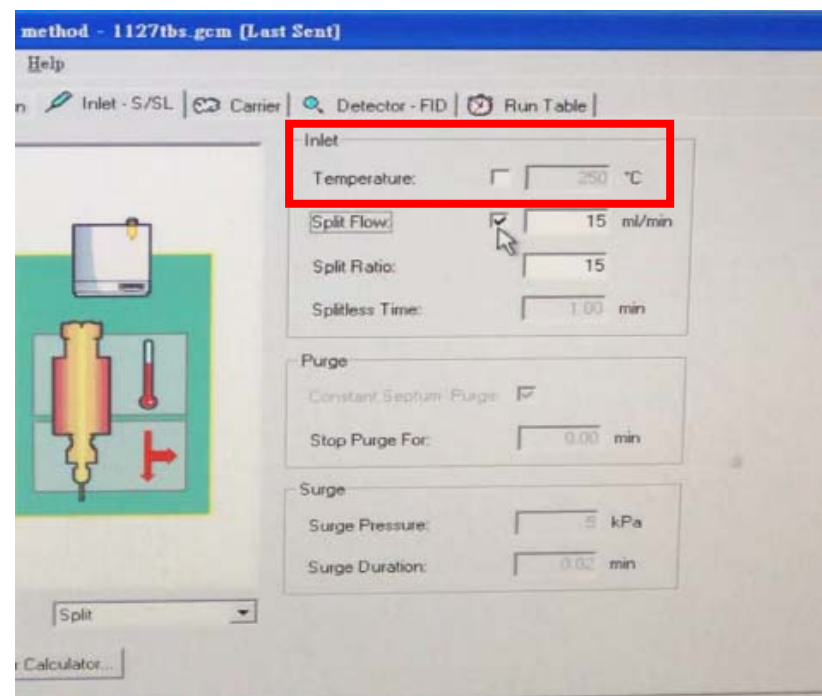 method - 1127tbs.gcm [Last Sent]
Help
n Inlet - S/SL Carrier Detector - FID Run Table
Inlet
Temperature: 250 °C
Split Flow: 15 ml/min
Split Ratio: 15
Splitless Time: 1.00 min
Purge
Constant Septum Purge
Stop Purge For: 0.00 min
Surge
Surge Pressure: 5 kPa
Surge Duration: 0.02 min
Split
r Calculator...